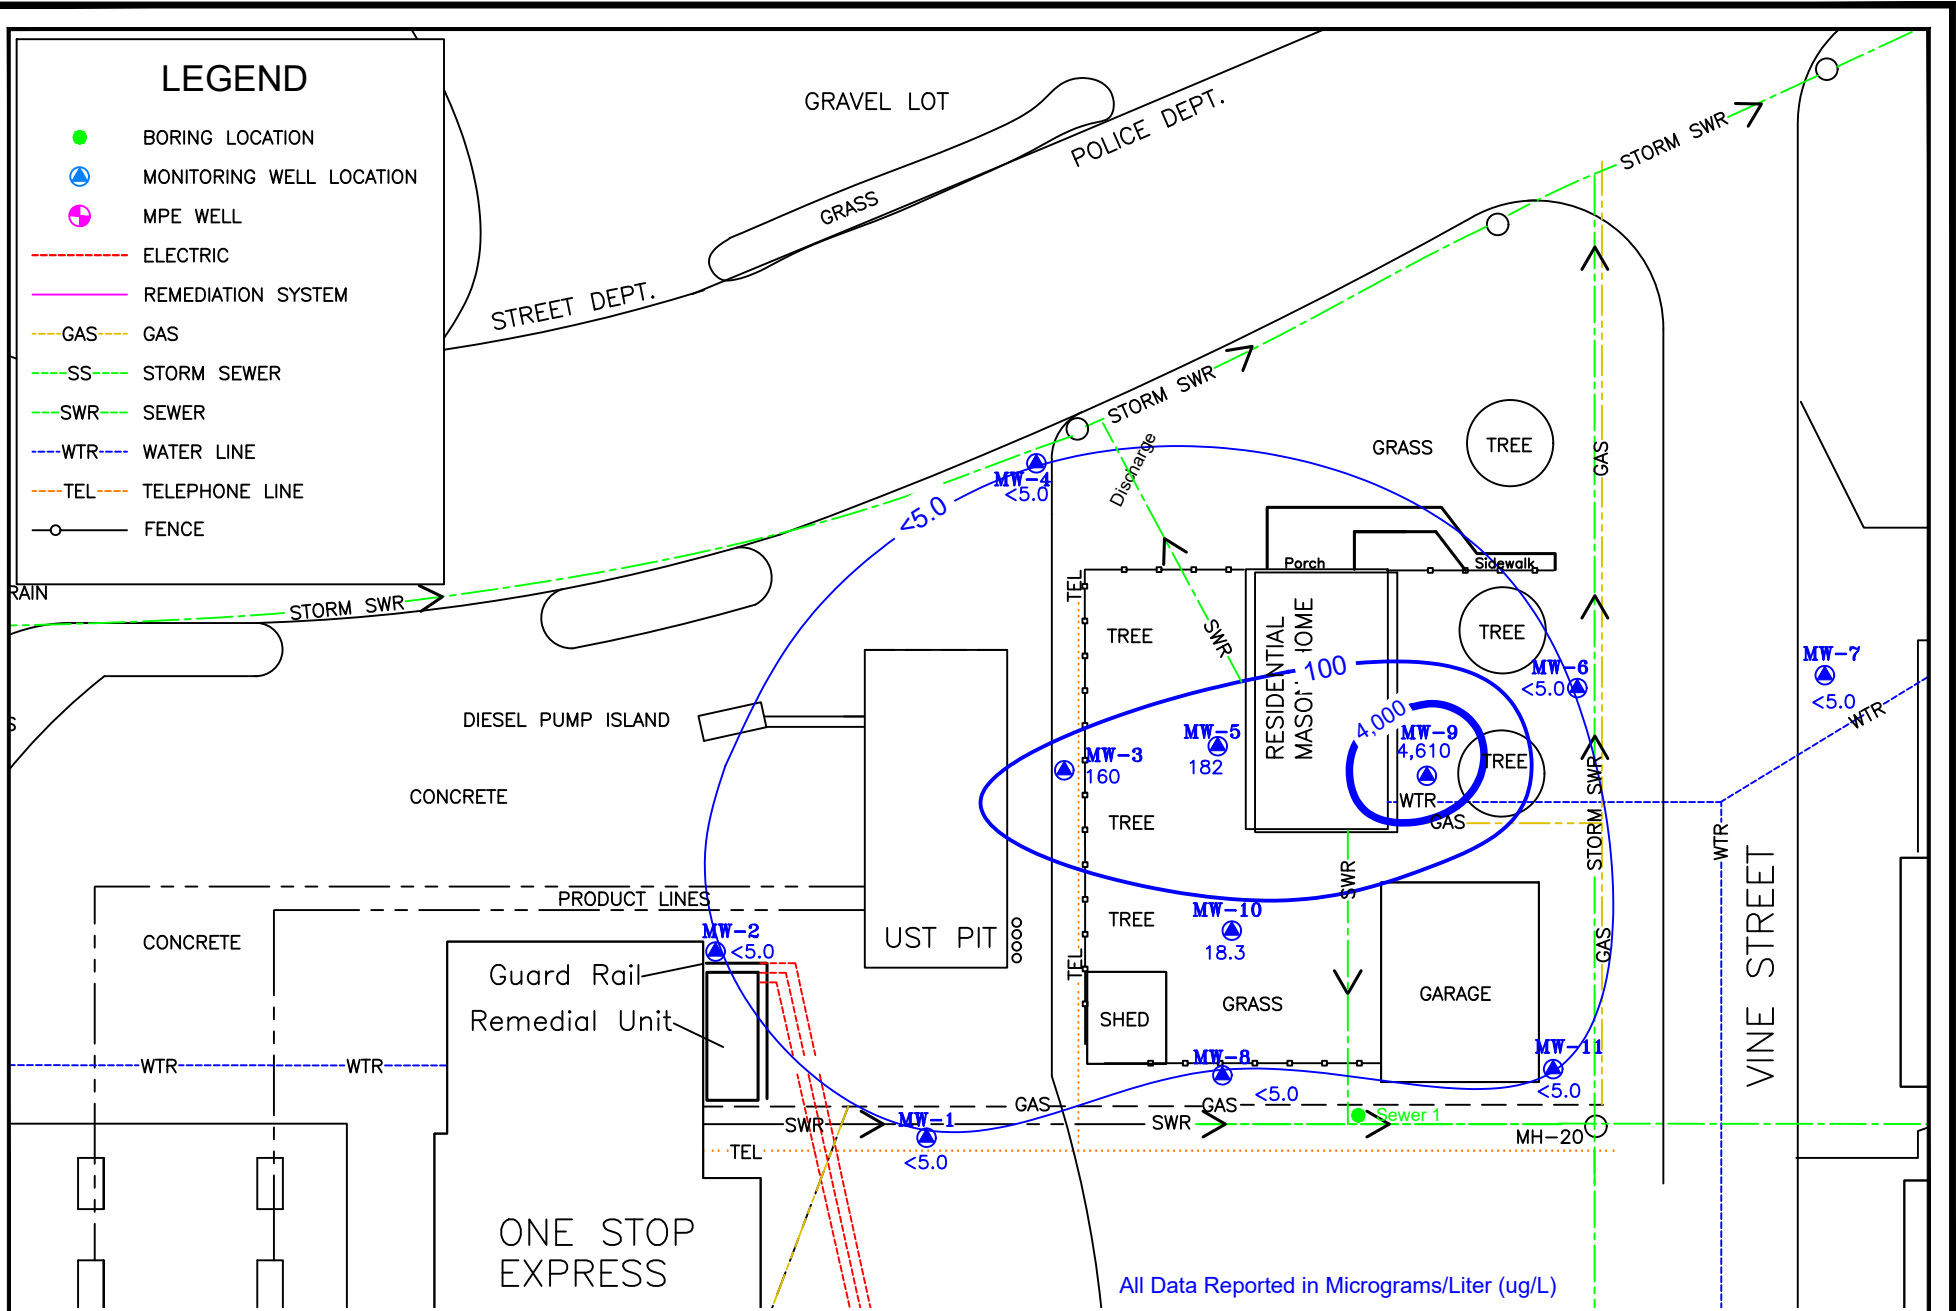 LEGEND
BORING LOCATION
MONITORING WELL LOCATION
MPE WELL
ELECTRIC
REMEDIATION SYSTEM
GAS GAS
SS STORM SEWER
SWR SEWER
WTR WATER LINE
TEL TELEPHONE LINE
FENCE
GRAVEL LOT
POLICE DEPT.
GRASS
STREET DEPT.
STORM SWR
STORM SWR
STORM SWR
RAIN
Discharge
GRASS
TREE
GAS
MW-4
<5.0
<5.0
Porch
Sidewalk
TEL
TREE
SWR
RESIDENTIAL
TREE
100
MW-6
<5.0
MW-7
<5.0
WTR
DIESEL PUMP ISLAND
MW-5
182
MW-3
160
4,000
MW-9
4,610
TREE
WTR
GAS
STORM SWR
CONCRETE
TREE
WTR
PRODUCT LINES
SWR
CONCRETE
MW-2
<5.0
UST PIT
TREE
MW-10
18.3
GAS
VINE STREET
Guard Rail
Remedial Unit
TEL
SHED
GRASS
GARAGE
WTR
WTR
MW-8
<5.0
MW-11
<5.0
GAS
GAS
SWR
MW-1
<5.0
SWR
Sewer 1
MH-20
TEL
ONE STOP
EXPRESS
All Data Reported in Micrograms/Liter (ug/L)